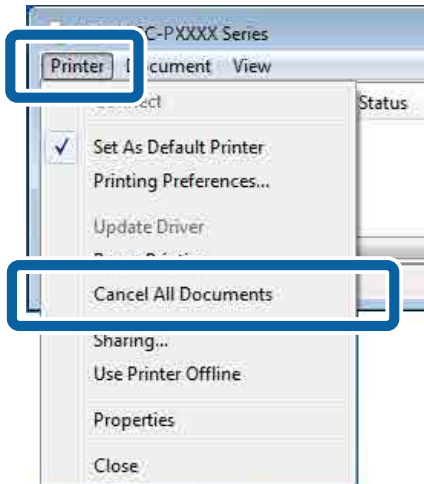 C-PXXXX Series
Printer Document View
Status
Set As Default Printer
Printing Preferences...
Update Driver
Cancel All Documents
Sharing...
Use Printer Offline
Properties
Close